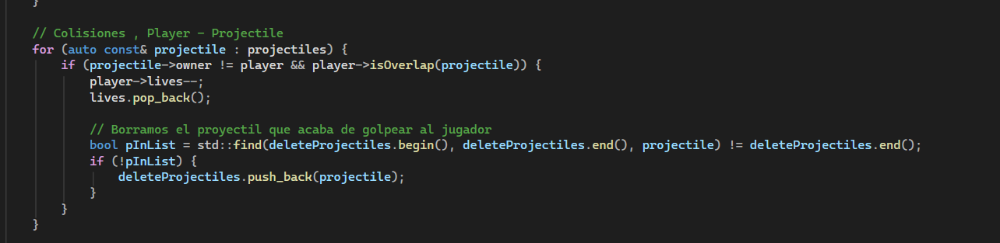 }
// Colisiones , Player - Projectile
for (auto const& projectile : projectiles) {
if (projectile->owner != player && player->isOverlap(projectile)) {
player->lives--;
lives.pop_back();
// Borramos el proyectil que acaba de golpear al jugador
bool pInList = std::find(deleteProjectiles.begin(), deleteProjectiles.end(), projectile) != deleteProjectiles.end();
if (!pInList) {
deleteProjectiles.push_back(projectile);
}
}
}